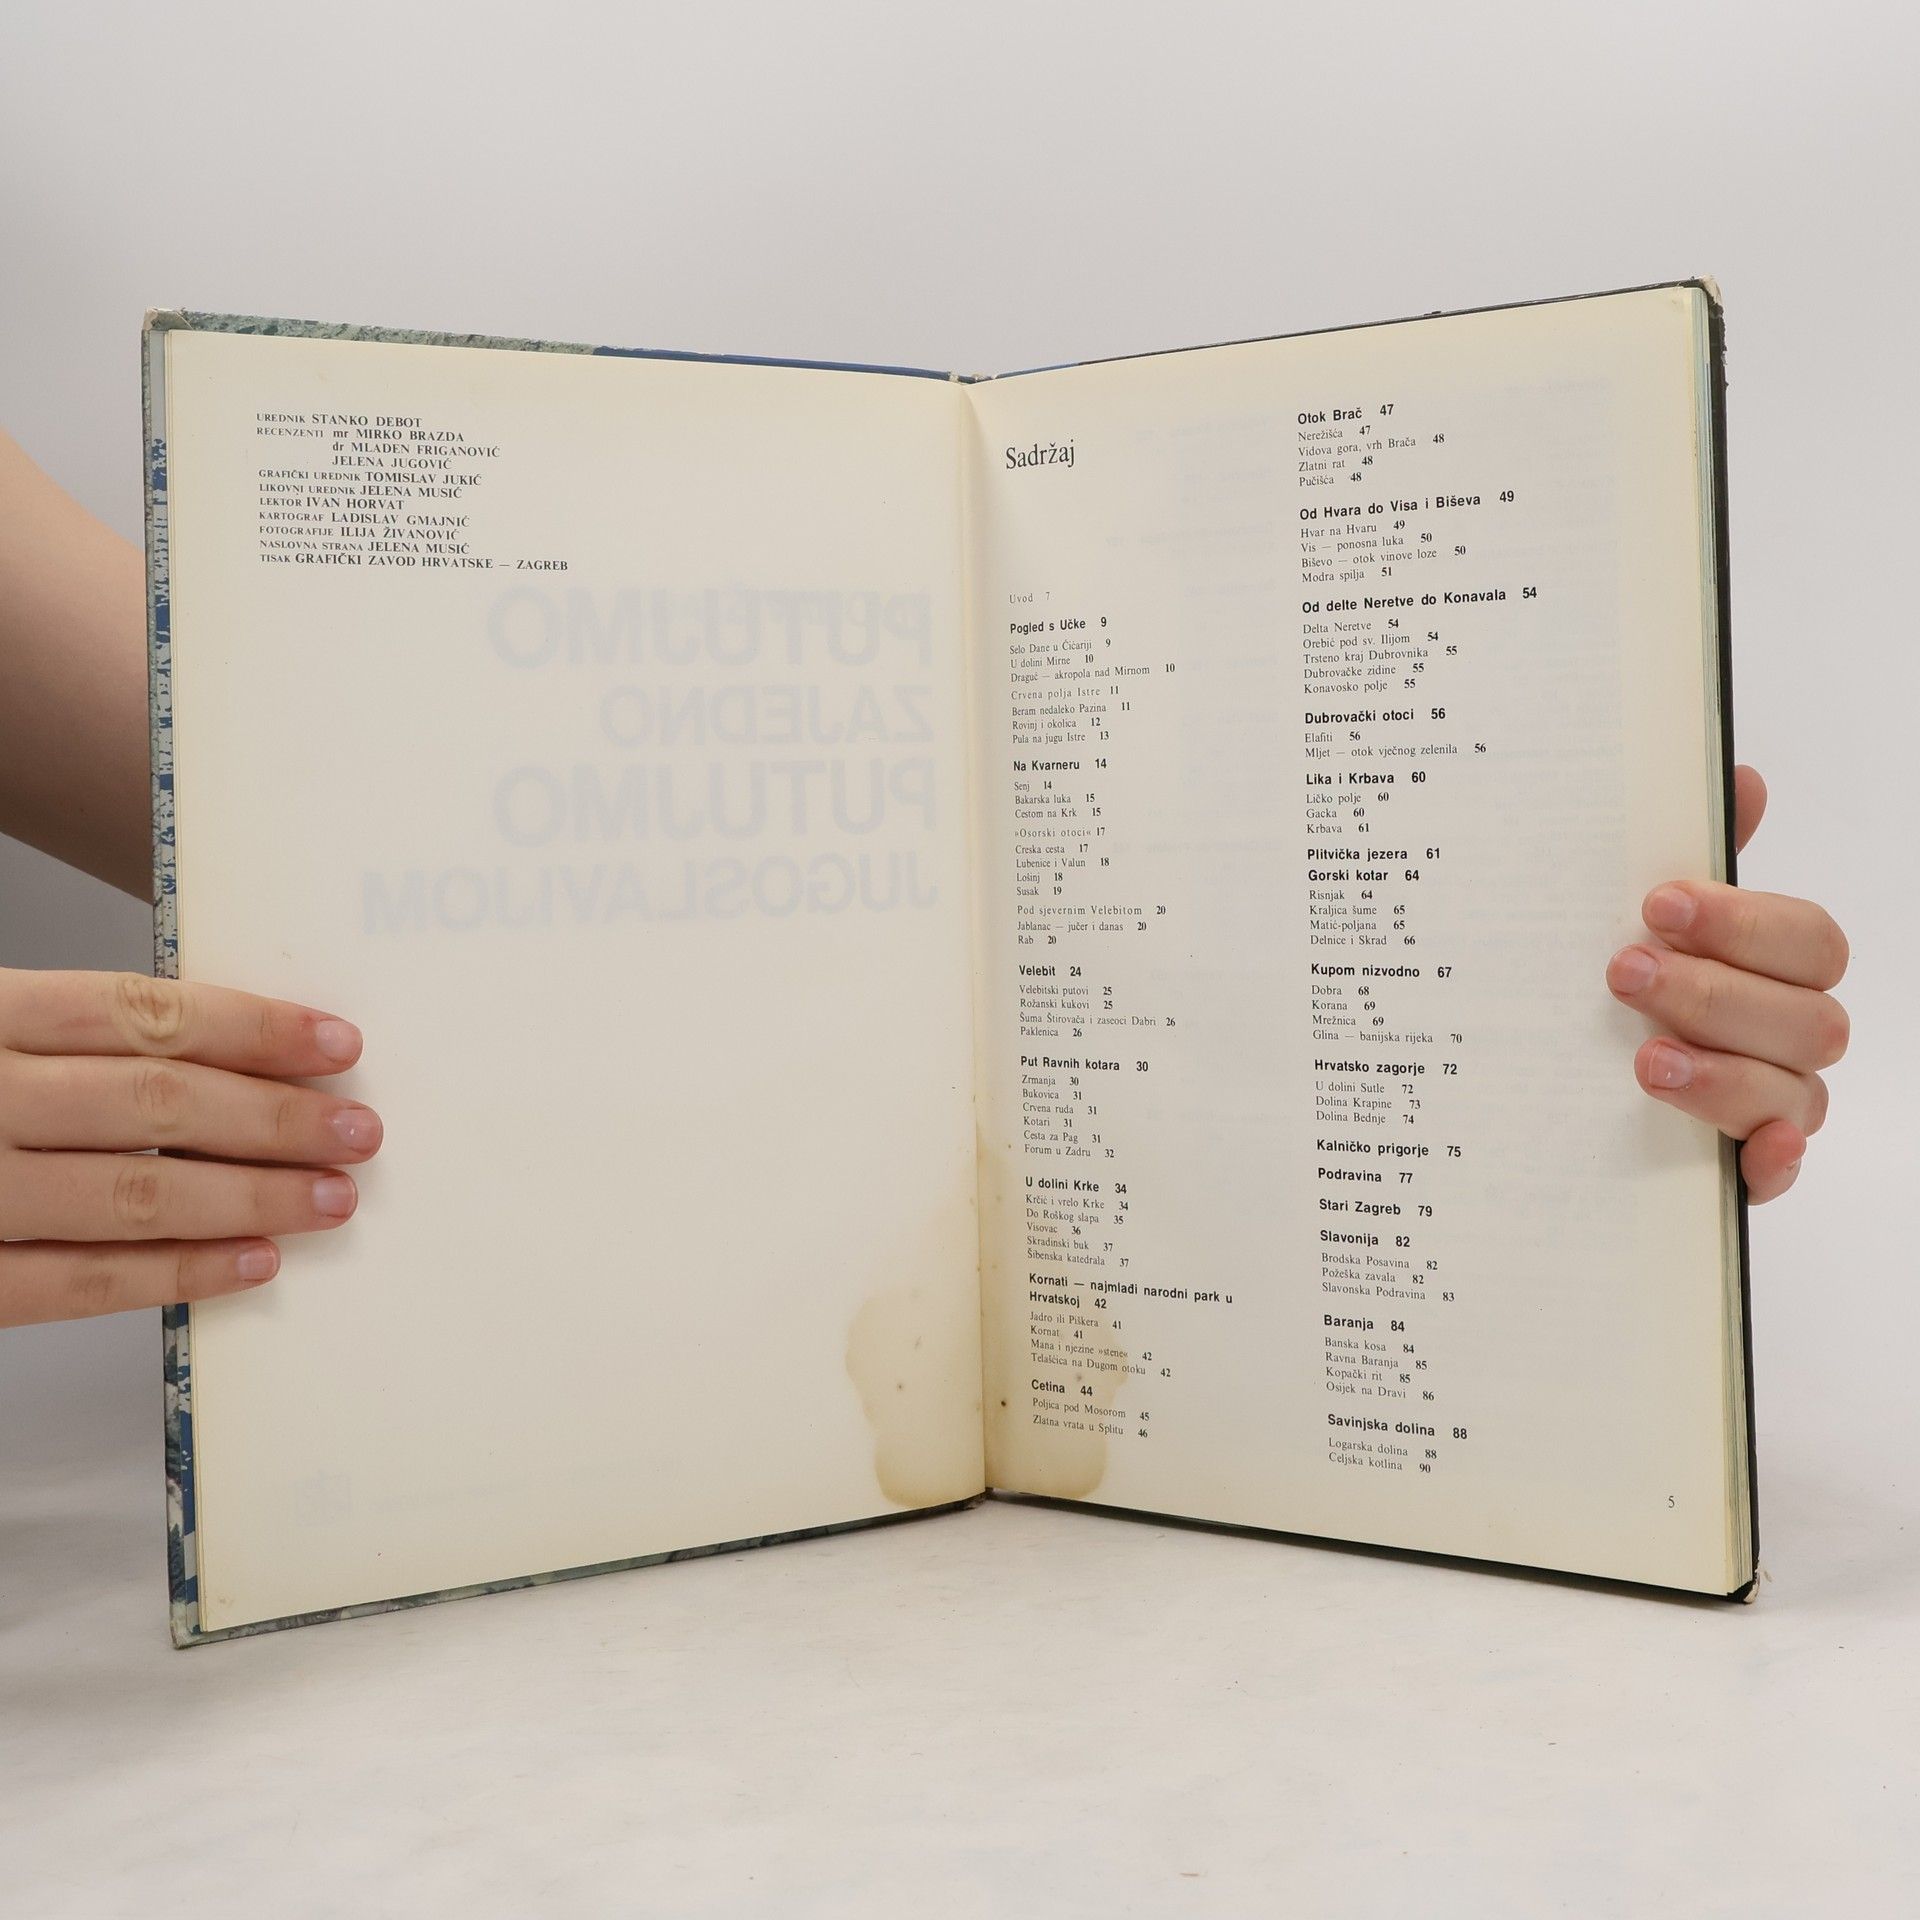 UREDNIK STANKO DEBOT
RECENZENTI mr MIRKO BRAZDA
dr MLADEN FRIGANOVIĆ
JELENA JUGOVIĆ
GRAFIČKI UREDNIK TOMISLAV JUKIĆ
LIKOVNI UREDNIK JELENA MUSIĆ
LEKTOR IVAN HORVAT
KARTOGRAF LADISLAV GMAJNIĆ
FOTOGRAFIJE ILIJA ŽIVANOVIĆ
NASLOVNA STRANA JELENA MUSIĆ
TISAK GRAFIČKI ZAVOD HRVATSKE — ZAGREB
PUTUJMO
ZAJEDNO
PUTUJMO
JUGOSLAVIJOM
Sadržaj
Uvod 7
Pogled s Učke 9
Selo Dane u Ćićariji 9
U dolini Mirne 10
Draguć — akropola nad Mirnom 10
Crvena polja Istre 11
Beram nedaleko Pazina 11
Rovinj i okolica 12
Pula na jugu Istre 13
Na Kvarneru 14
Senj 14
Bakarska luka 15
Cestom na Krk 15
»Osorski otoci« 17
Creska cesta 17
Lubenice i Valun 18
Lošinj 18
Susak 19
Pod sjevernim Velebitom 20
Jablanac — jučer i danas 20
Rab 20
Velebit 24
Velebitski putovi 25
Rožanski kukovi 25
Šuma Štirovača i zaseoci Dabri 26
Paklenica 26
Put Ravnih kotara 30
Zrmanja 30
Bukovica 31
Crvena ruda 31
Kotari 31
Cesta za Pag 31
Forum u Zadru 32
U dolini Krke 34
Krčić i vrelo Krke 34
Do Roškog slapa 35
Visovac 36
Skradinski buk 37
Šibenska katedrala 37
Kornati — najmlađi narodni park u
Hrvatskoj 42
Jadro ili Piškera 41
Kornat 41
Mana i njezine »stene« 42
Telašćica na Dugom otoku 42
Cetina 44
Poljica pod Mosorom 45
Zlatna vrata u Splitu 46
Otok Brač 47
Nerežišća 47
Vidova gora, vrh Brača 48
Zlatni rat 48
Pučišća 48
Od Hvara do Visa i Biševa 49
Hvar na Hvaru 49
Vis — ponosna luka 50
Biševo — otok vinove loze 50
Modra spilja 51
Od delte Neretve do Konavala 54
Delta Neretve 54
Orebić pod sv. Ilijom 54
Trsteno kraj Dubrovnika 55
Dubrovačke zidine 55
Konavosko polje 55
Dubrovački otoci 56
Elafiti 56
Mljet — otok vječnog zelenila 56
Lika i Krbava 60
Ličko polje 60
Gacka 60
Krbava 61
Plitvička jezera 61
Gorski kotar 64
Risnjak 64
Kraljica šume 65
Matić-poljana 65
Delnice i Skrad 66
Kupom nizvodno 67
Dobra 68
Korana 69
Mrežnica 69
Glina — banijska rijeka 70
Hrvatsko zagorje 72
U dolini Sutle 72
Dolina Krapine 73
Dolina Bednje 74
Kalničko prigorje 75
Podravina 77
Stari Zagreb 79
Slavonija 82
Brodska Posavina 82
Požeška zavala 82
Slavonska Podravina 83
Baranja 84
Banska kosa 84
Ravna Baranja 85
Kopački rit 85
Osijek na Dravi 86
Savinjska dolina 88
Logarska dolina 88
Celjska kotlina 90
5